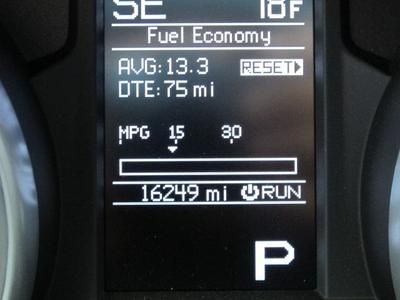 SE 18F
Fuel Economy
AVG:13.3 RESET
DTE:75 mi
MPG 15 30
16249 mi RUN
P